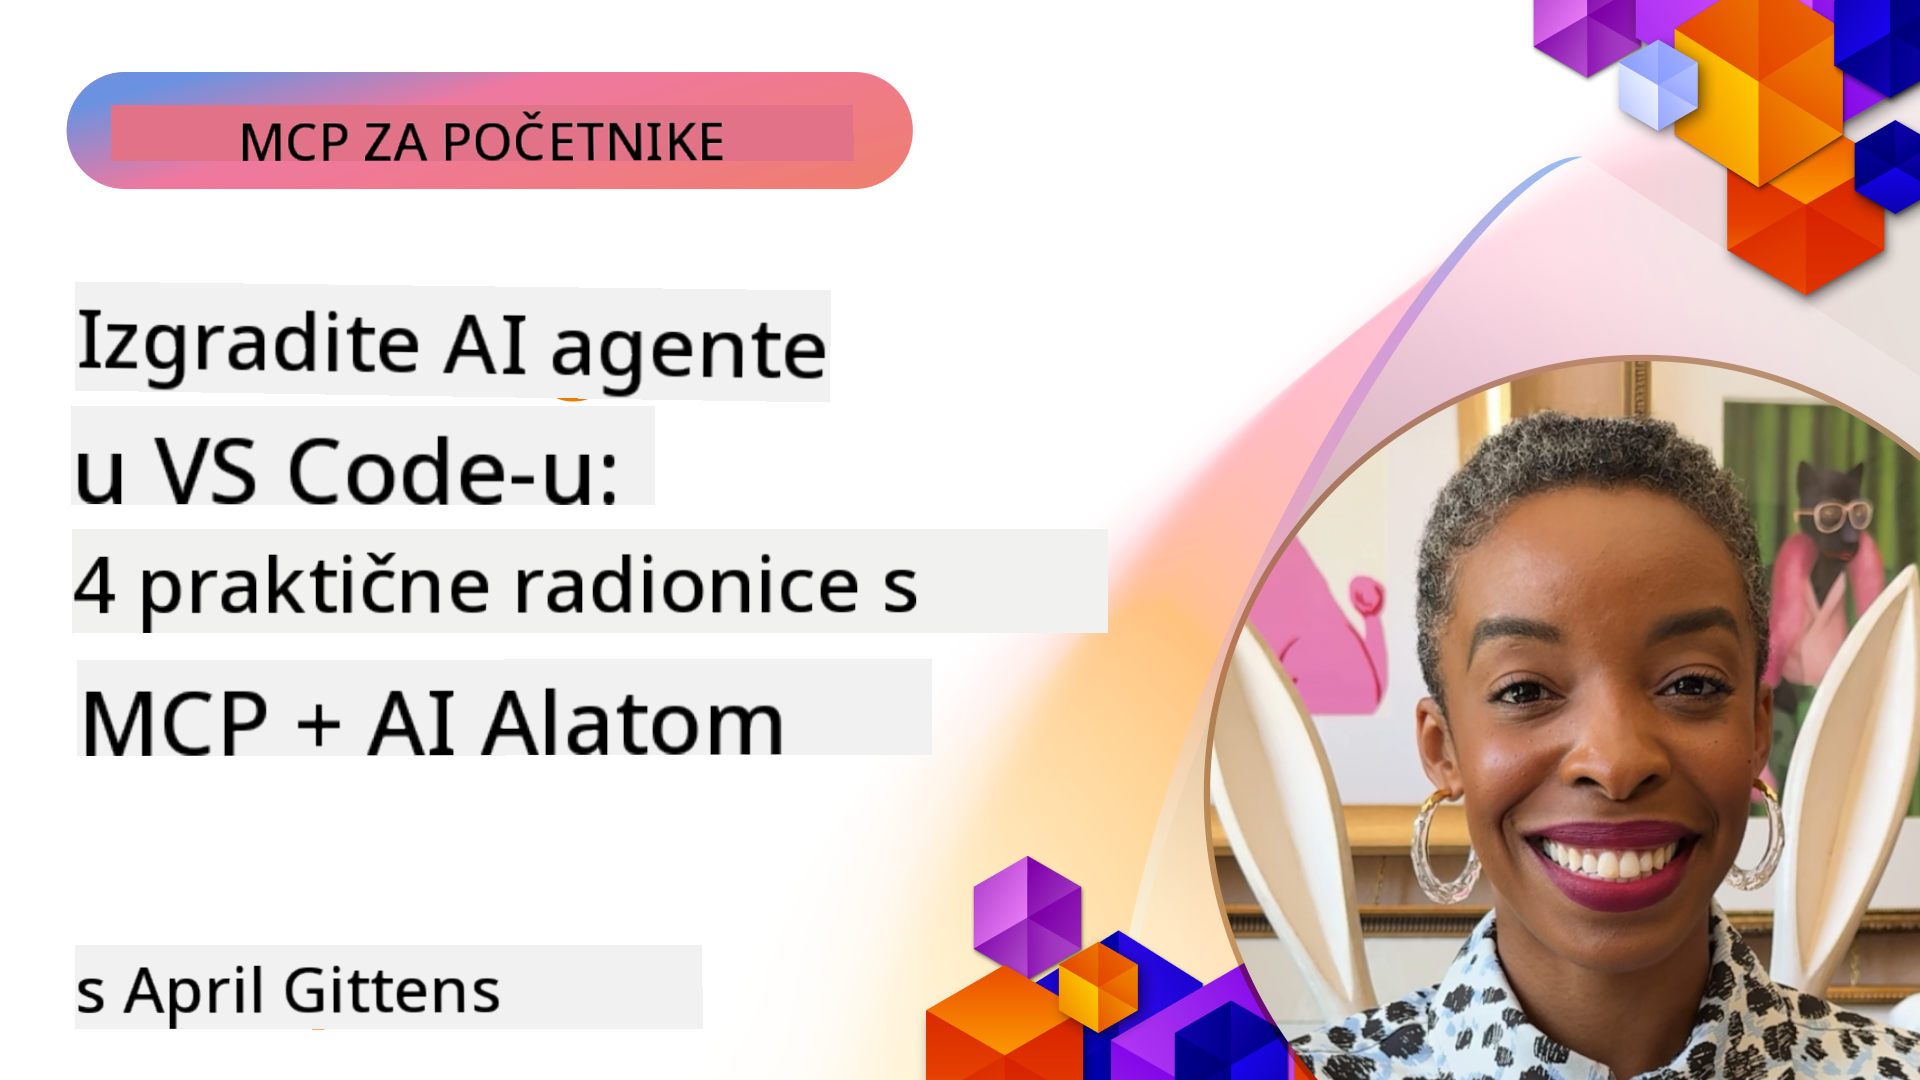 MCP ZA POČETNIKE
Izgradite AI agente
u VS Code-u:
4 praktične radionice s
MCP + AI Alatom
s April Gittens